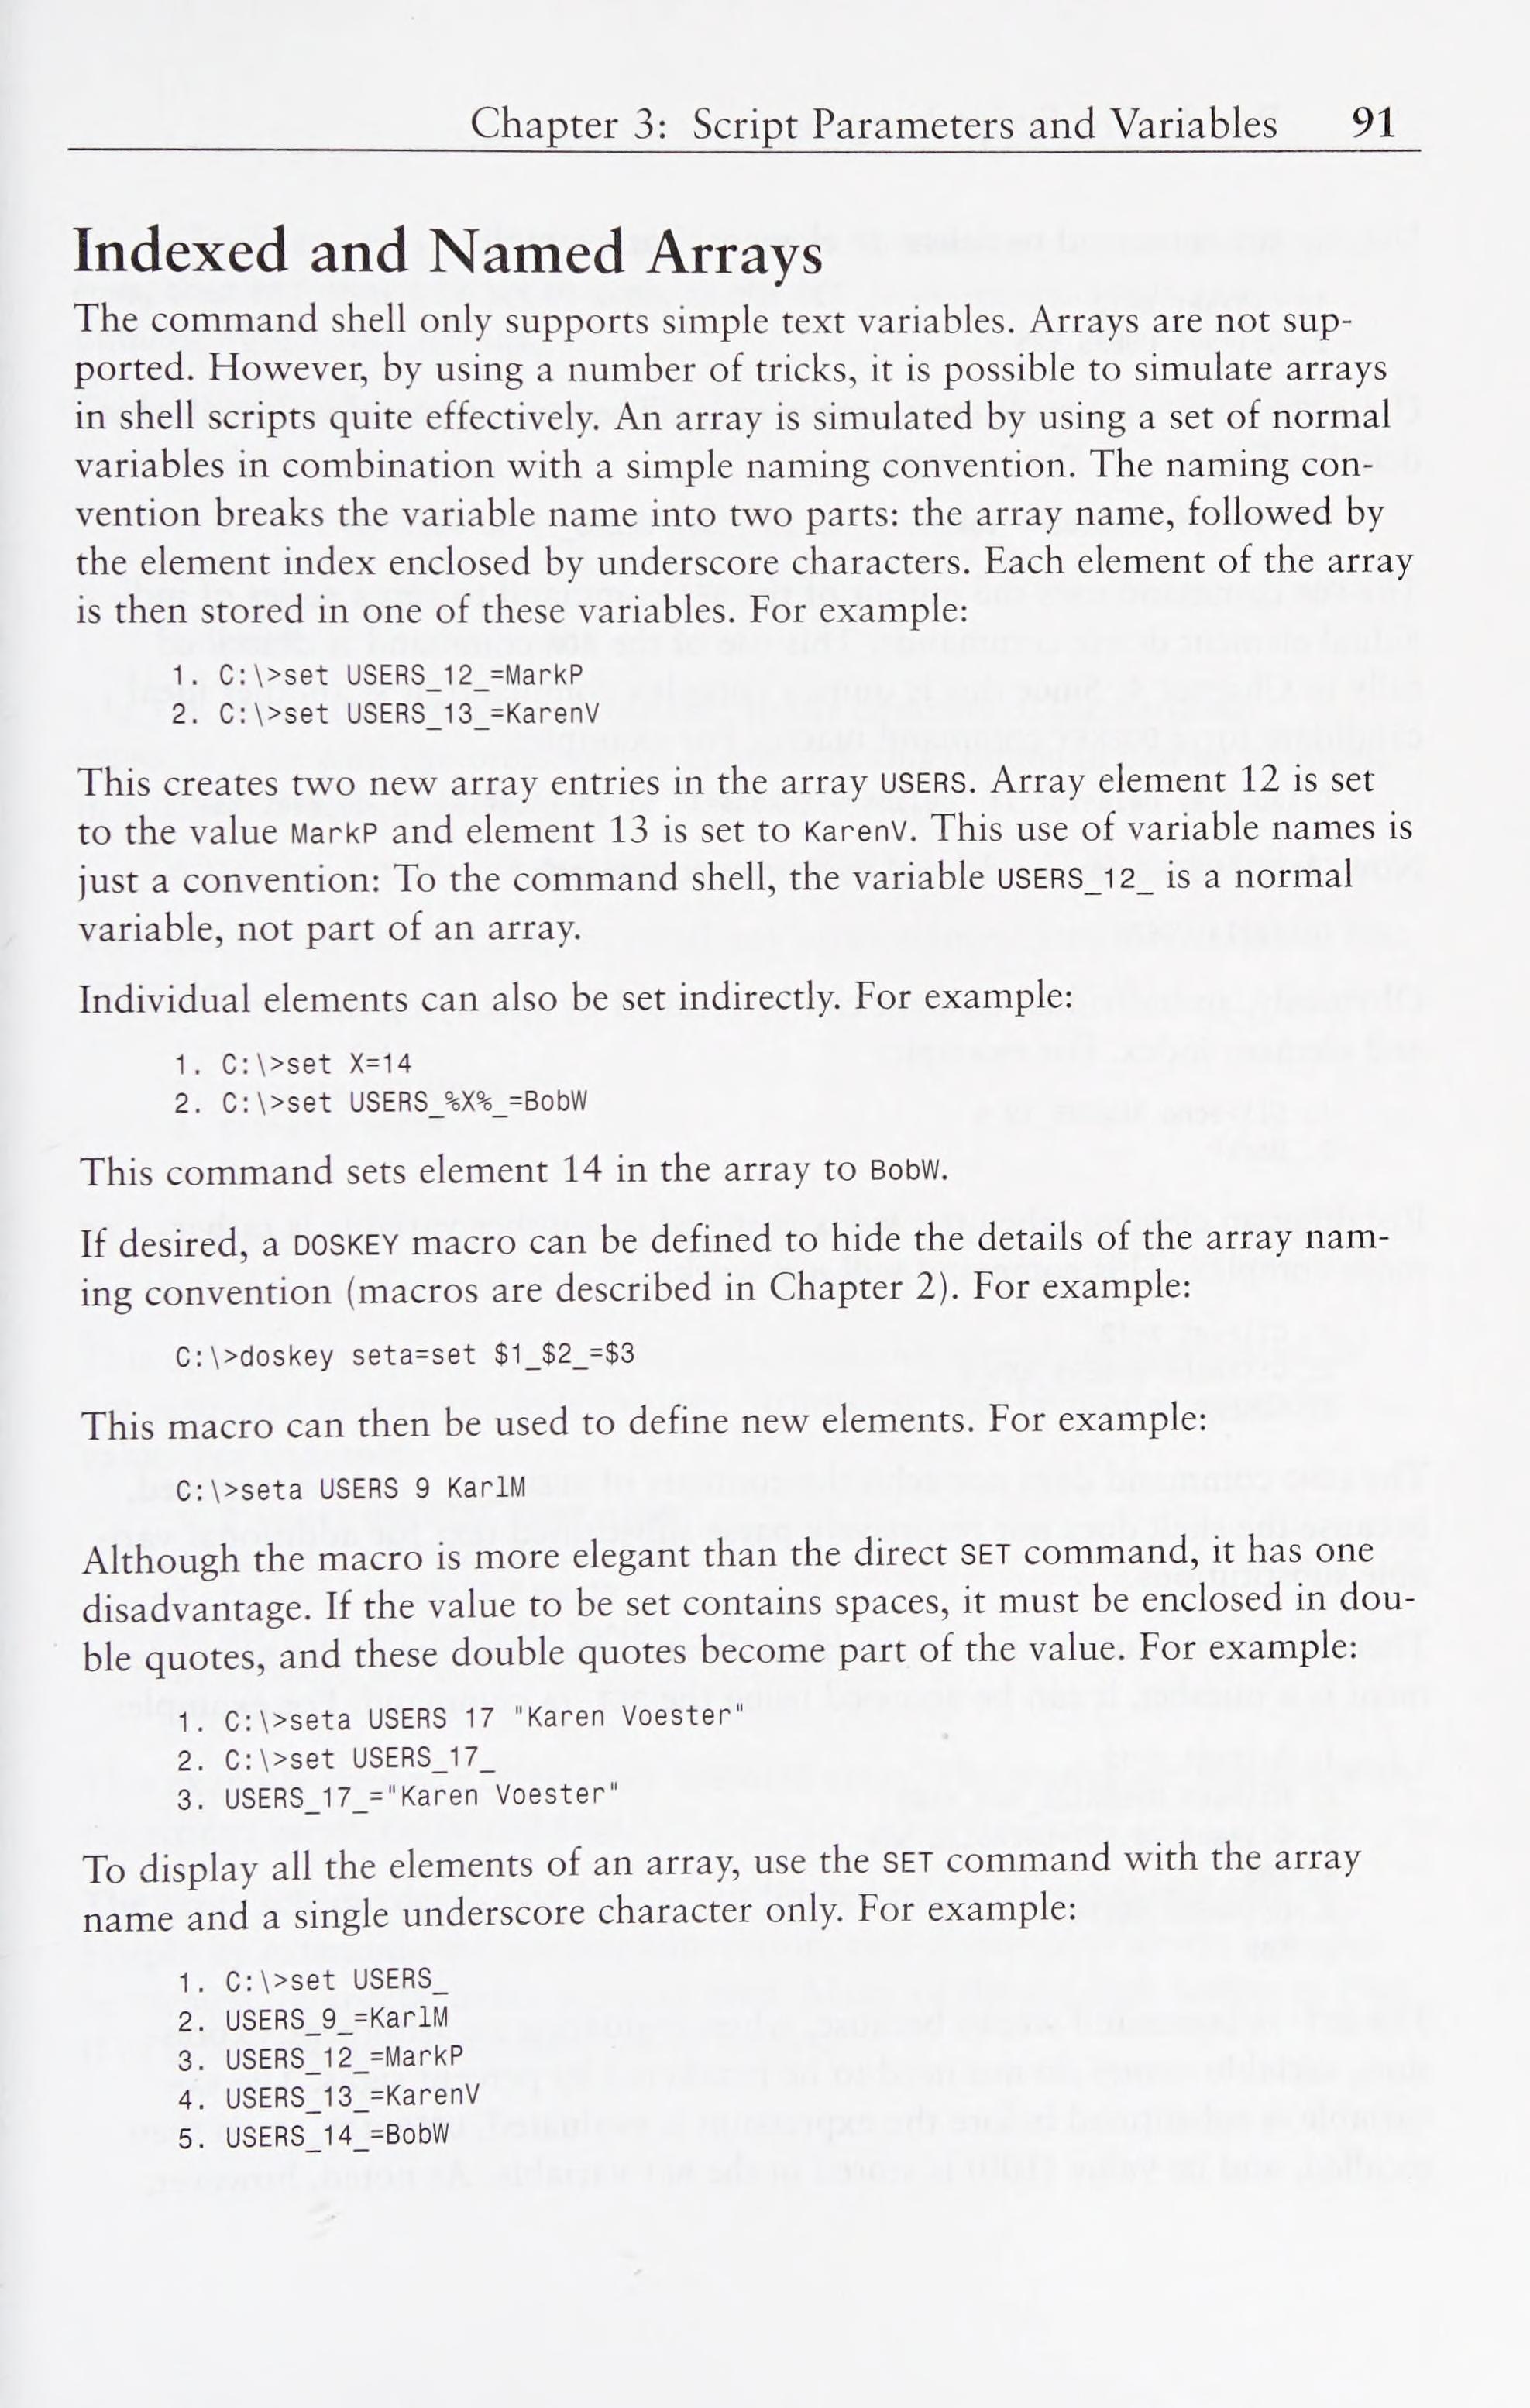 Chapter 3: Script Parameters and Variables 91
Indexed and Named Arrays
The command shell only supports simple text variables. Arrays are not sup-
ported. However, by using a number of tricks, it is possible to simulate arrays
in shell scripts quite effectively. An array is simulated by using a set of normal
variables in combination with a simple naming convention. The naming con-
vention breaks the variable name into two parts: the array name, followed by
the element index enclosed by underscore characters. Each element of the array
is then stored in one of these variables. For example:
1. C:\>set USERS_12_=MarkP
2. C:\>set USERS_13_=KarenV
This creates two new array entries in the array USERS. Array element 12 is set
to the value MarkP and element 13 is set to KarenV. This use of variable names is
just a convention: To the command shell, the variable USERS_12_ is a normal
variable, not part of an array.
Individual elements can also be set indirectly. For example:
1. C:\>set X=14
2. C:\>set USERS_%X%_=BobW
This command sets element 14 in the array to BobW.
If desired, a DOSKEY macro can be defined to hide the details of the array nam-
ing convention (macros are described in Chapter 2). For example:
C:\>doskey seta=set $1_$2_=$3
This macro can then be used to define new elements. For example:
C:\>seta USERS 9 KarlM
Although the macro is more elegant than the direct SET command, it has one
disadvantage. If the value to be set contains spaces, it must be enclosed in dou-
ble quotes, and these double quotes become part of the value. For example:
1. C:\>seta USERS 17 "Karen Voester"
2. C:\>set USERS_17_
3. USERS_17_="Karen Voester"
To display all the elements of an array, use the SET command with the array
name and a single underscore character only. For example:
1. C:\>set USERS_
2. USERS_9_=KarlM
3. USERS_12_=MarkP
4. USERS_13_=KarenV
5. USERS_14_=BobW